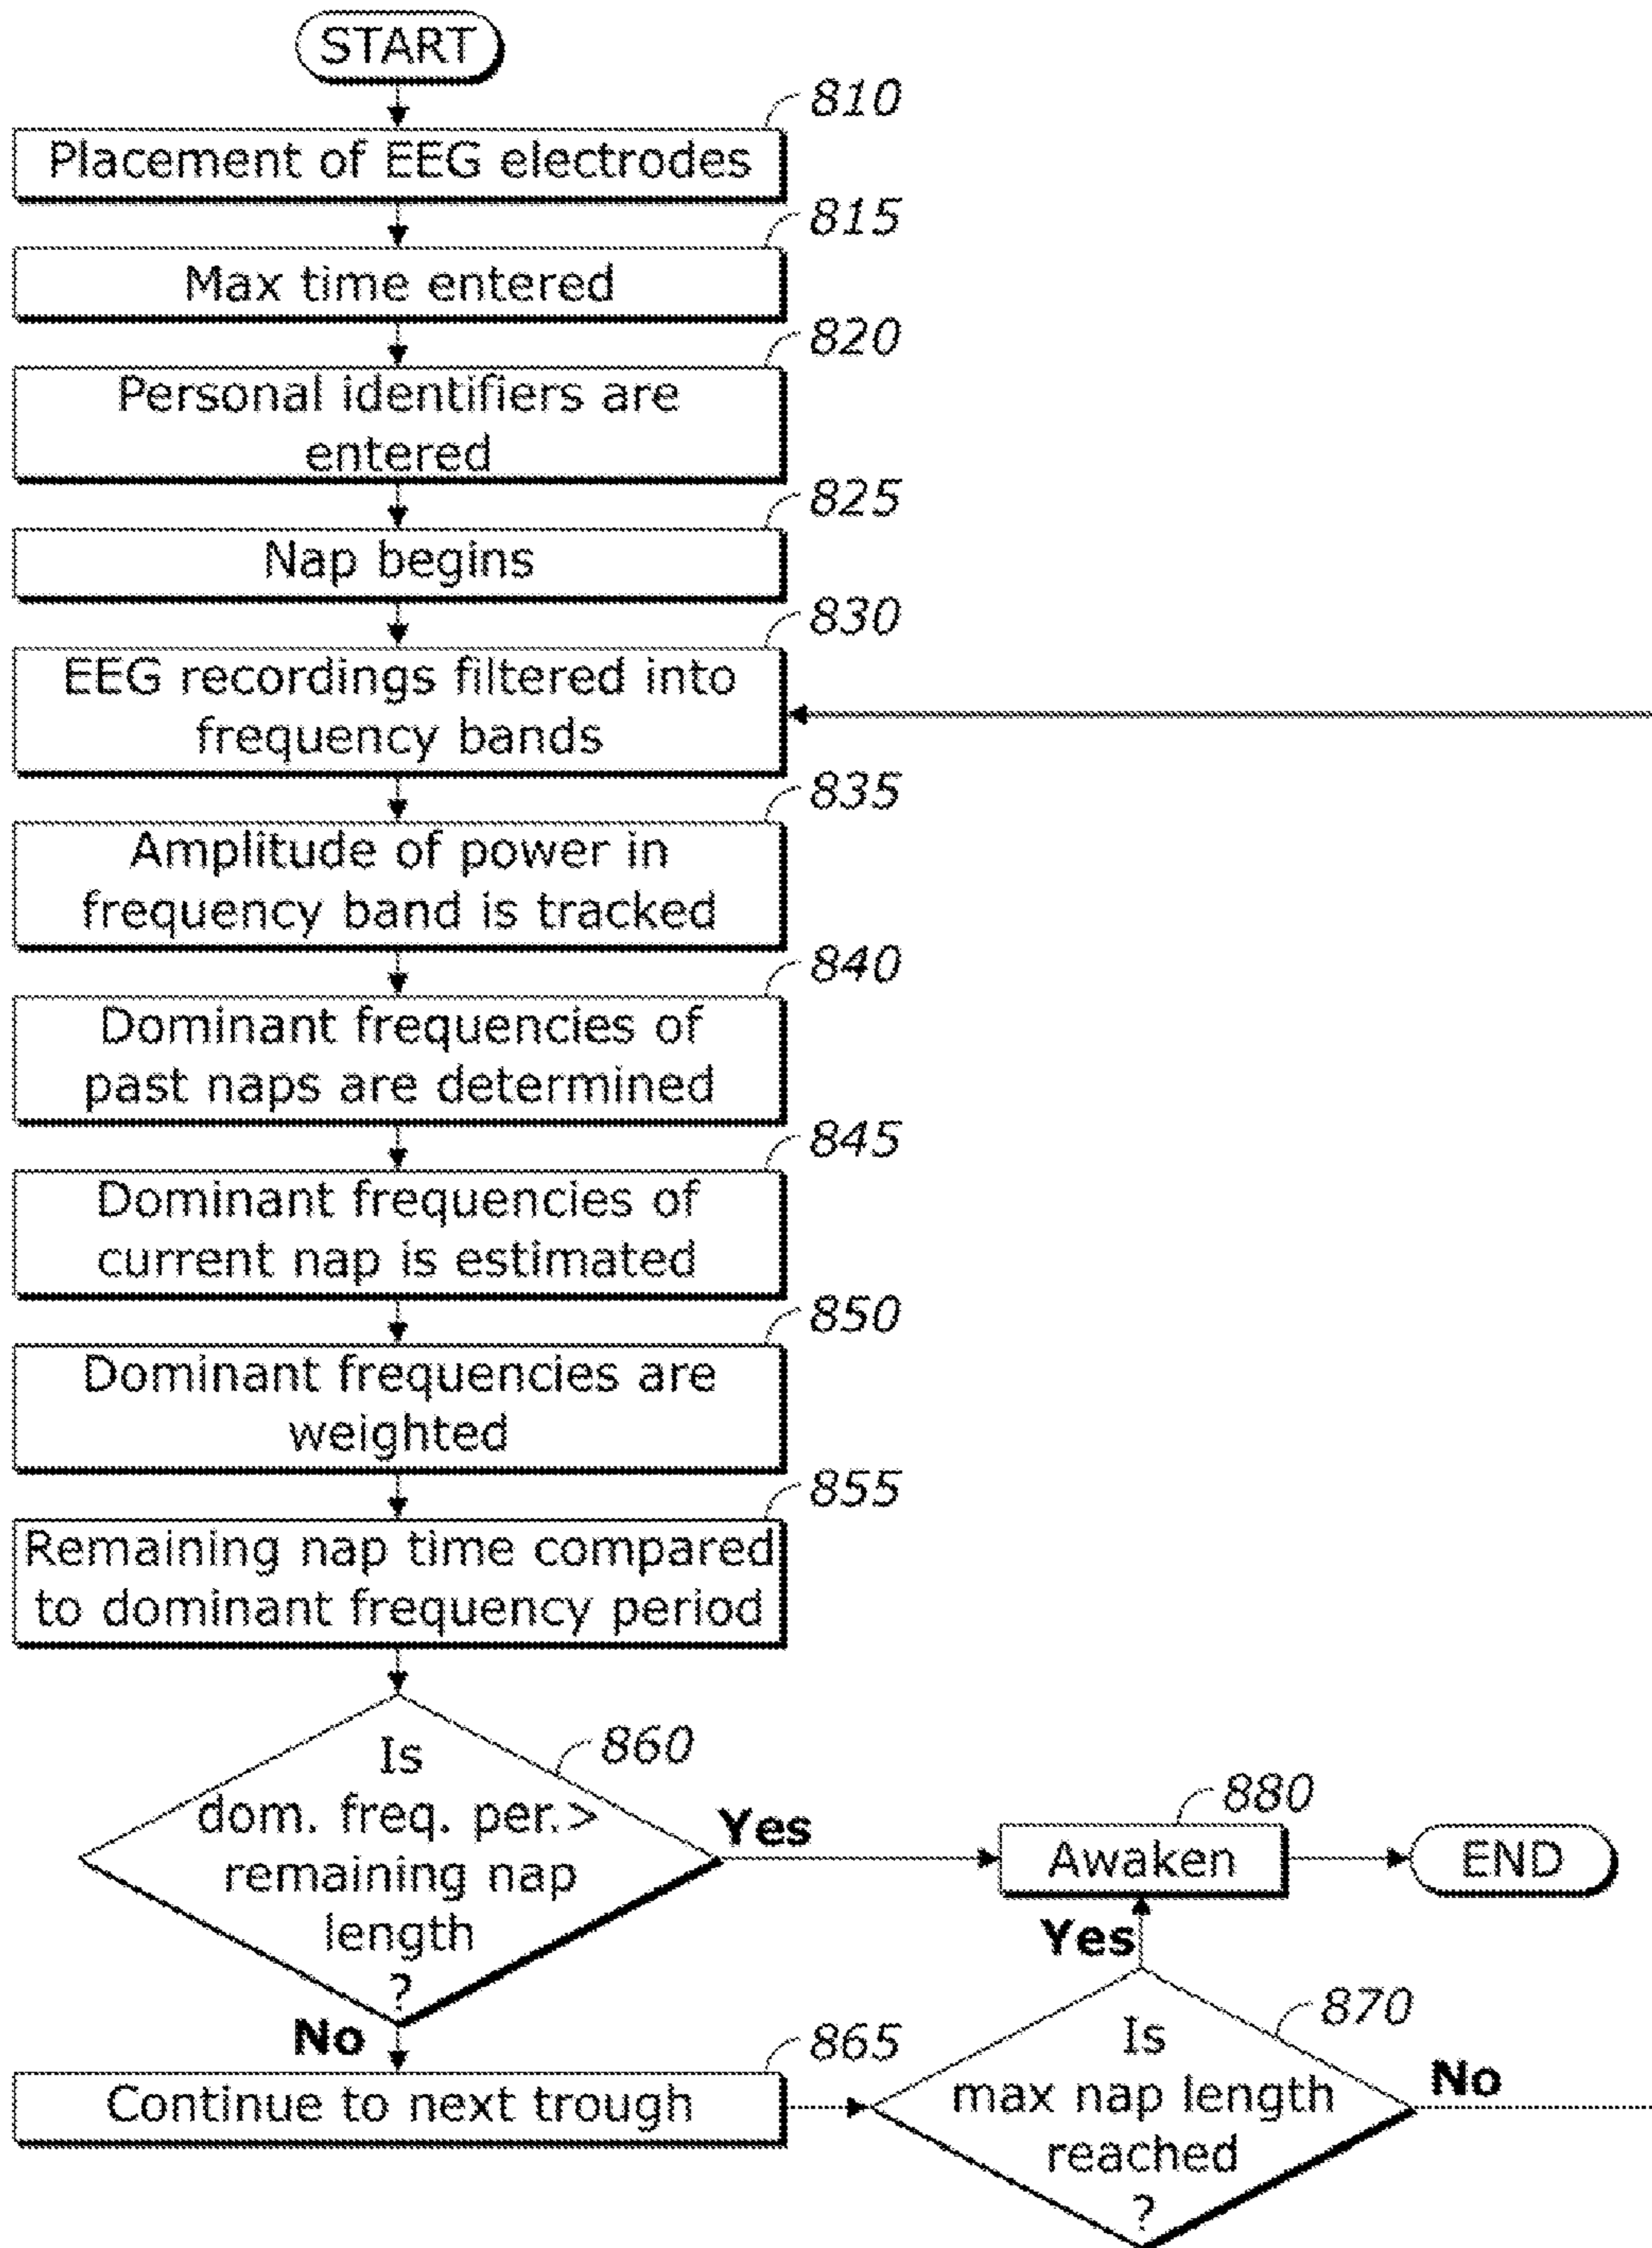 START
810
Placement of EEG electrodes
815
Max time entered
820
Personal identifiers are
entered
825
Nap begins
830
EEG recordings filtered into
frequency bands
835
Amplitude of power in
frequency band is tracked
840
Dominant frequencies of
past naps are determined
845
Dominant frequencies of
current nap is estimated
850
Dominant frequencies are
weighted
855
Remaining nap time compared
to dominant frequency period
860
Is
dom. freq. per.>
remaining nap
length
?
Yes
880
Awaken
END
No
865
Continue to next trough
Yes
870
Is
max nap length
reached
?
No